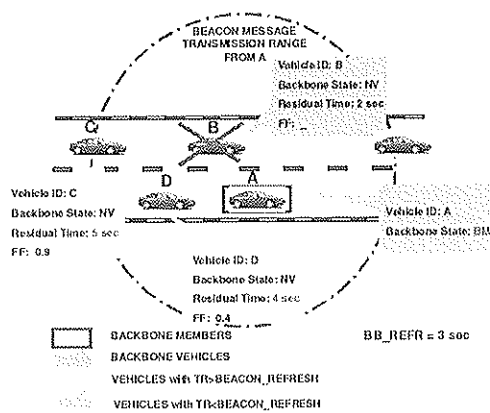 BEACON MESSAGE
TRANSMISSION RANGE
FROM A
Vehicle ID: B
Backbone State: NV
Residual Time: 2 sec
FF: _
C
B
D
A
Vehicle ID: C
Backbone State: NV
Residual Time: 5 sec
FF: 0.9
Vehicle ID: A
Backbone State: BM
Vehicle ID: D
Backbone State: NV
Residual Time: 4 sec
FF: 0.4
BACKBONE MEMBERS
BB_REFR = 3 sec
BACKBONE VEHICLES
VEHICLES with TR>BEACON_REFRESH
VEHICLES with TR<BEACON_REFRESH